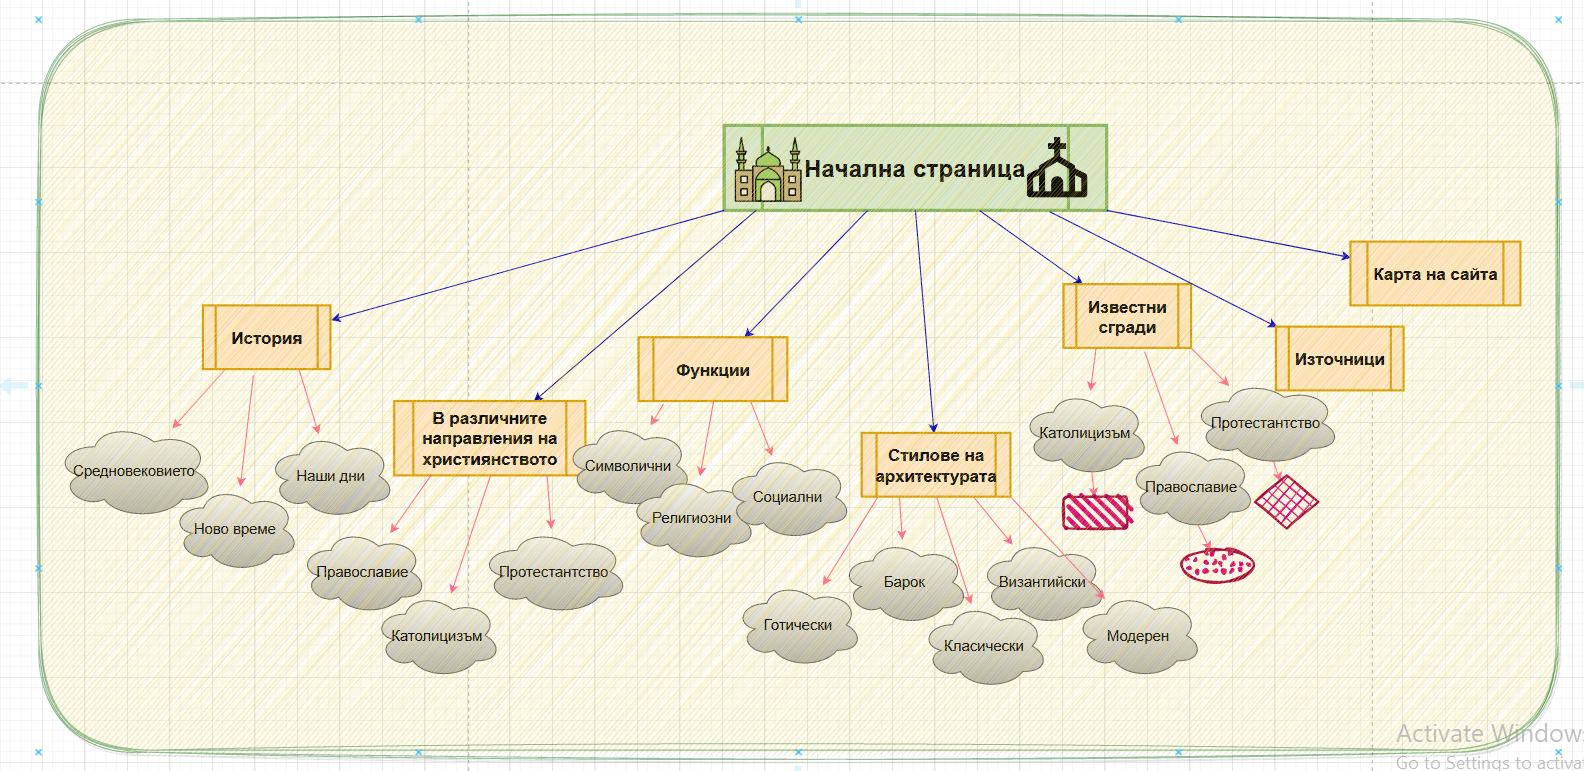 Начална страница
Карта на сайта
История
Известни
сгради
Източници
Функции
В различните
направления на
християнството
Стилове на
архитектурата
Средновековието
Ново време
Наши дни
Православие
Католицизъм
Протестантство
Символични
Религиозни
Социални
Готически
Барок
Класически
Византийски
Модерен
Католицизъм
Православие
Протестантство
Activate Windows
Go to Settings to activa